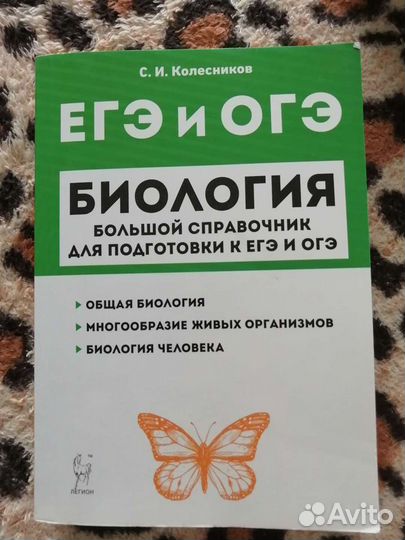 С. И. Колесников
ЕГЭ и ОГЭ
БИОЛОГИЯ
БОЛЬШОЙ СПРАВОЧНИК
ДЛЯ ПОДГОТОВКИ К ЕГЭ И ОГЭ
ОБЩАЯ БИОЛОГИЯ
МНОГООБРАЗИЕ ЖИВЫХ ОРГАНИЗМОВ
БИОЛОГИЯ ЧЕЛОВЕКА
ЛЕГИОН
Avito